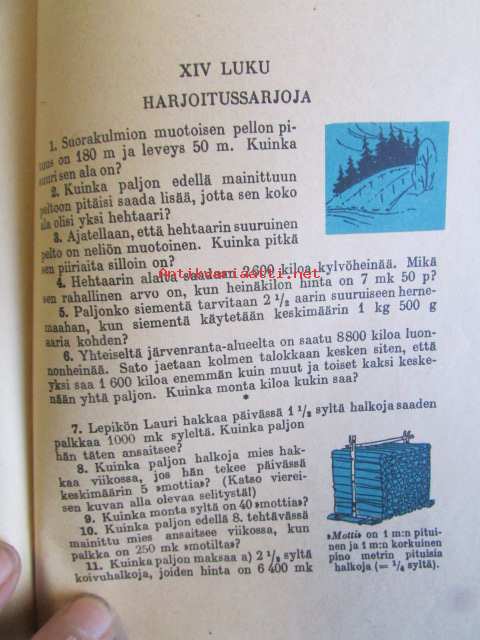 XIV LUKU
HARJOITUSSARJOJA
1. Suorakulmion muotoisen pellon pi-
tuus on 180 m ja leveys 50 m. Kuinka
suuri sen ala on?
2. Kuinka paljon edellä mainittuun
peltoon pitäisi saada lisää, jotta sen koko
ala olisi yksi hehtaari?
3. Ajatellaan, että hehtaarin suuruinen
pelto on neliön muotoinen. Kuinka pitkä
sen piiriaita silloin on?
4. Hehtaarin alalta saadaan 2 600 kiloa kylvöheinää. Mikä
sen rahallinen arvo on, kun heinäkilon hinta on 7 mk 50 p?
5. Paljonko siementä tarvitaan 2 1/2 aarin suuruiseen herne-
maahan, kun siementä käytetään keskimäärin 1 kg 500 g
aaria kohden?
6. Yhteiseltä järvenranta-alueelta on saatu 8 800 kiloa luon-
nonheinää. Sato jaetaan kolmen talokkaan kesken siten, että
yksi saa 1 600 kiloa enemmän kuin muut ja toiset kaksi keske-
nään yhtä paljon. Kuinka monta kiloa kukin saa?
*
7. Lepikön Lauri hakkaa päivässä 1 1/2 syltä halkoja saaden
palkkaa 1000 mk syleltä. Kuinka paljon
hän täten ansaitsee?
8. Kuinka paljon halkoja mies hak-
kaa viikossa, jos hän tekee päivässä
keskimäärin 5 »mottia»? (Katso vierei-
sen kuvan alla olevaa selitystä!)
9. Kuinka monta syltä on 40 »mottia»?
10. Kuinka paljon edellä 8. tehtävässä
mainittu mies ansaitsee viikossa, kun
palkka on 250 mk »motilta»?
11. Kuinka paljon maksaa a) 2 1/2 syltä
koivuhalkoja, joiden hinta on 6 400 mk
»Motti» on 1 m:n pitui-
nen ja 1 m:n korkuinen
pino metrin pituisia
halkoja (= 1/4 syltä).